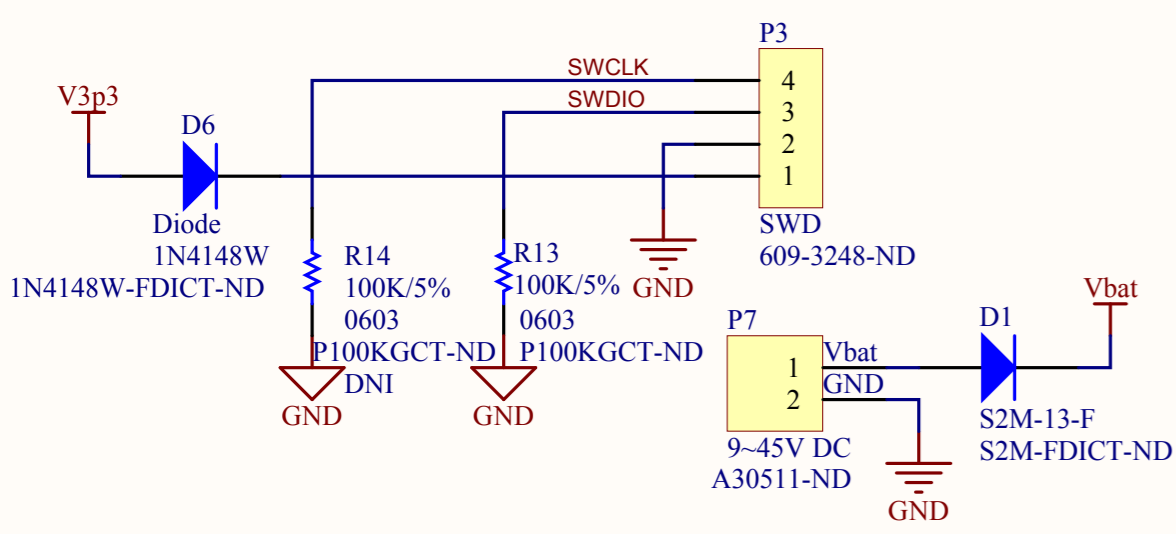 P3
SWCLK
4
V3p3
SWDIO
3
D6
2
1
Diode
1N4148W
1N4148W-FDICT-ND
SWD
609-3248-ND
R14
100K/5%
0603
P100KGCT-ND
DNI
GND
R13
100K/5%
0603
P100KGCT-ND
GND
GND
P7
Vbat
1
GND
2
9~45V DC
A30511-ND
D1
Vbat
S2M-13-F
S2M-FDICT-ND
GND